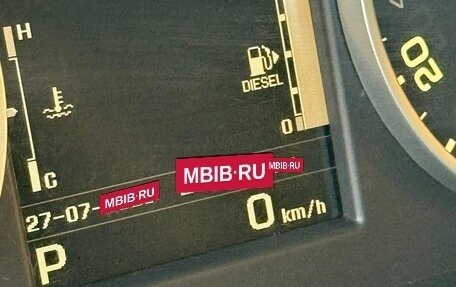 H
DIESEL
20
0
C
MBIB·RU
MBIB·RU
MBIB·RU
27-07-
0 km/h
P